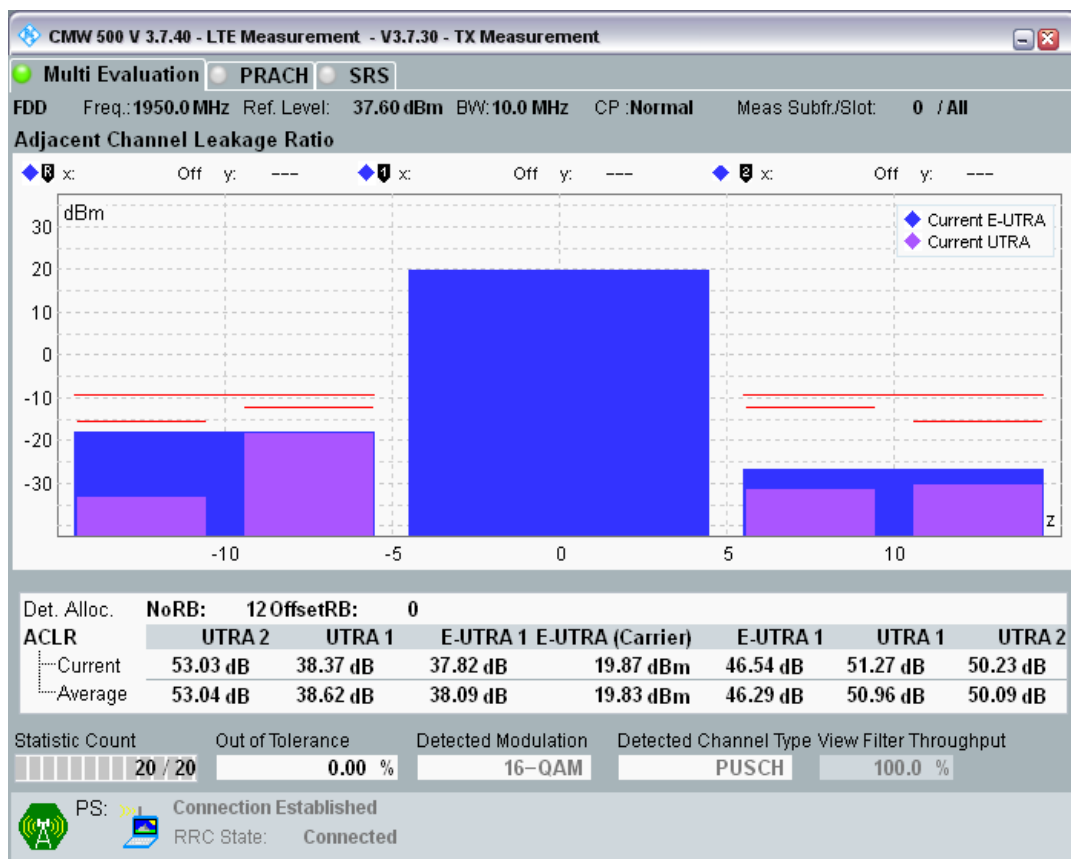 CMW 500 V 3.7.40 - LTE Measurement - V3.7.30 - TX Measurement
Multi Evaluation PRACH SRS
FDD Freq.: 1950.0 MHz Ref. Level: 37.60 dBm BW: 10.0 MHz CP :Normal Meas Subfr./Slot: 0 / All
Adjacent Channel Leakage Ratio
R x: Off y: --- 1 x: Off y: --- 2 x: Off y: ---
dBm
Current E-UTRA
Current UTRA
30
20
10
0
-10
-20
-30
z
-10 -5 0 5 10
Det. Alloc. NoRB: 12 OffsetRB: 0
ACLR UTRA 2 UTRA 1 E-UTRA 1 E-UTRA (Carrier) E-UTRA 1 UTRA 1 UTRA 2
Current 53.03 dB 38.37 dB 37.82 dB 19.87 dBm 46.54 dB 51.27 dB 50.23 dB
Average 53.04 dB 38.62 dB 38.09 dB 19.83 dBm 46.29 dB 50.96 dB 50.09 dB
Statistic Count Out of Tolerance Detected Modulation Detected Channel Type View Filter Throughput
20 / 20 0.00 % 16-QAM PUSCH 100.0 %
PS: Connection Established
RRC State: Connected